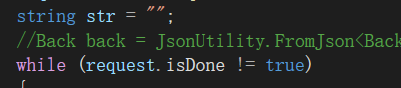 string str = "";
//Back back = JsonUtility.FromJson<Back
while (request.isDone != true)
{